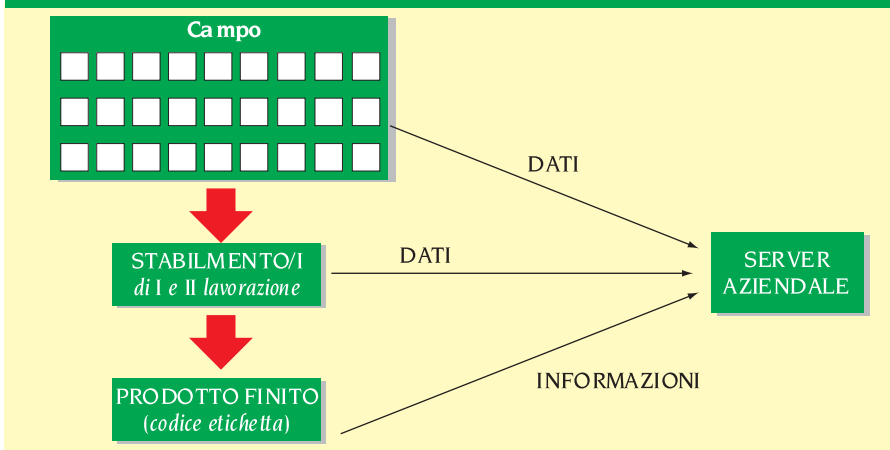 Campo
DATI
STABILMENTO/I
di I e II lavorazione
DATI
SERVER
AZIENDALE
INFORMAZIONI
PRODOTTO FINITO
(codice etichetta)